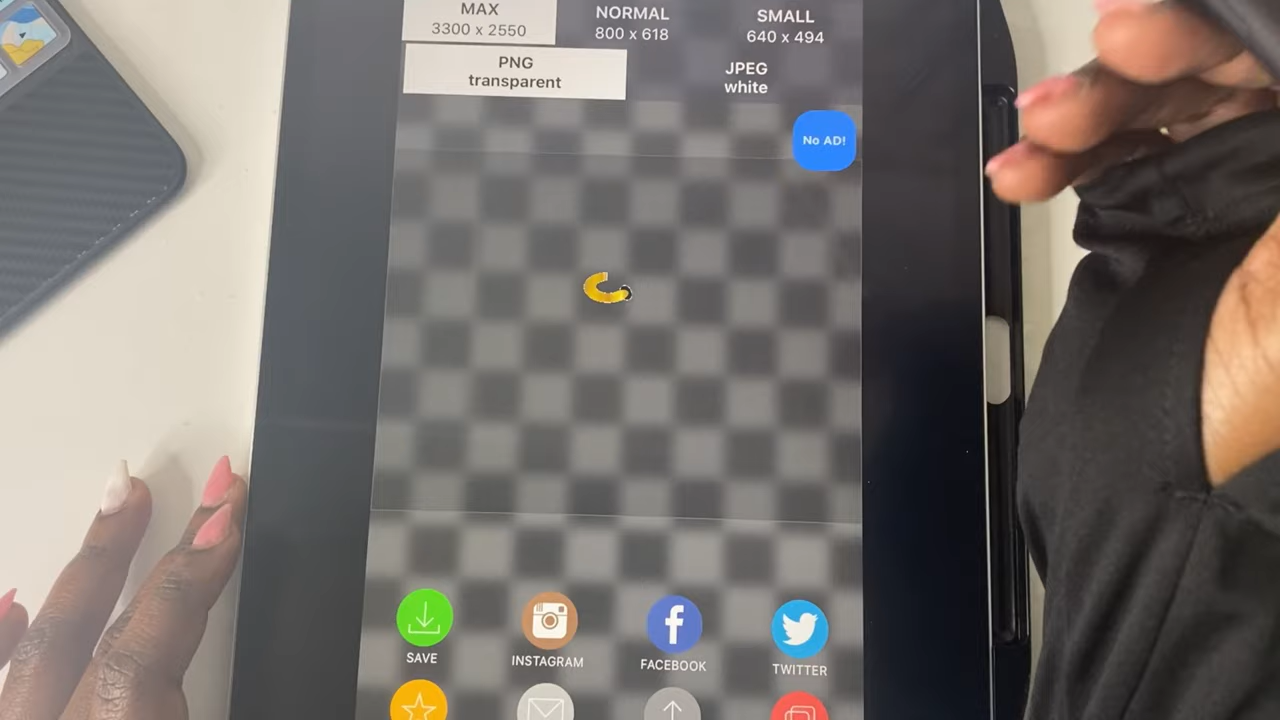 MAX
3300 x 2550
NORMAL
800 x 618
SMALL
640 x 494
PNG
transparent
JPEG
white
No AD!
SAVE
INSTAGRAM
FACEBOOK
TWITTER